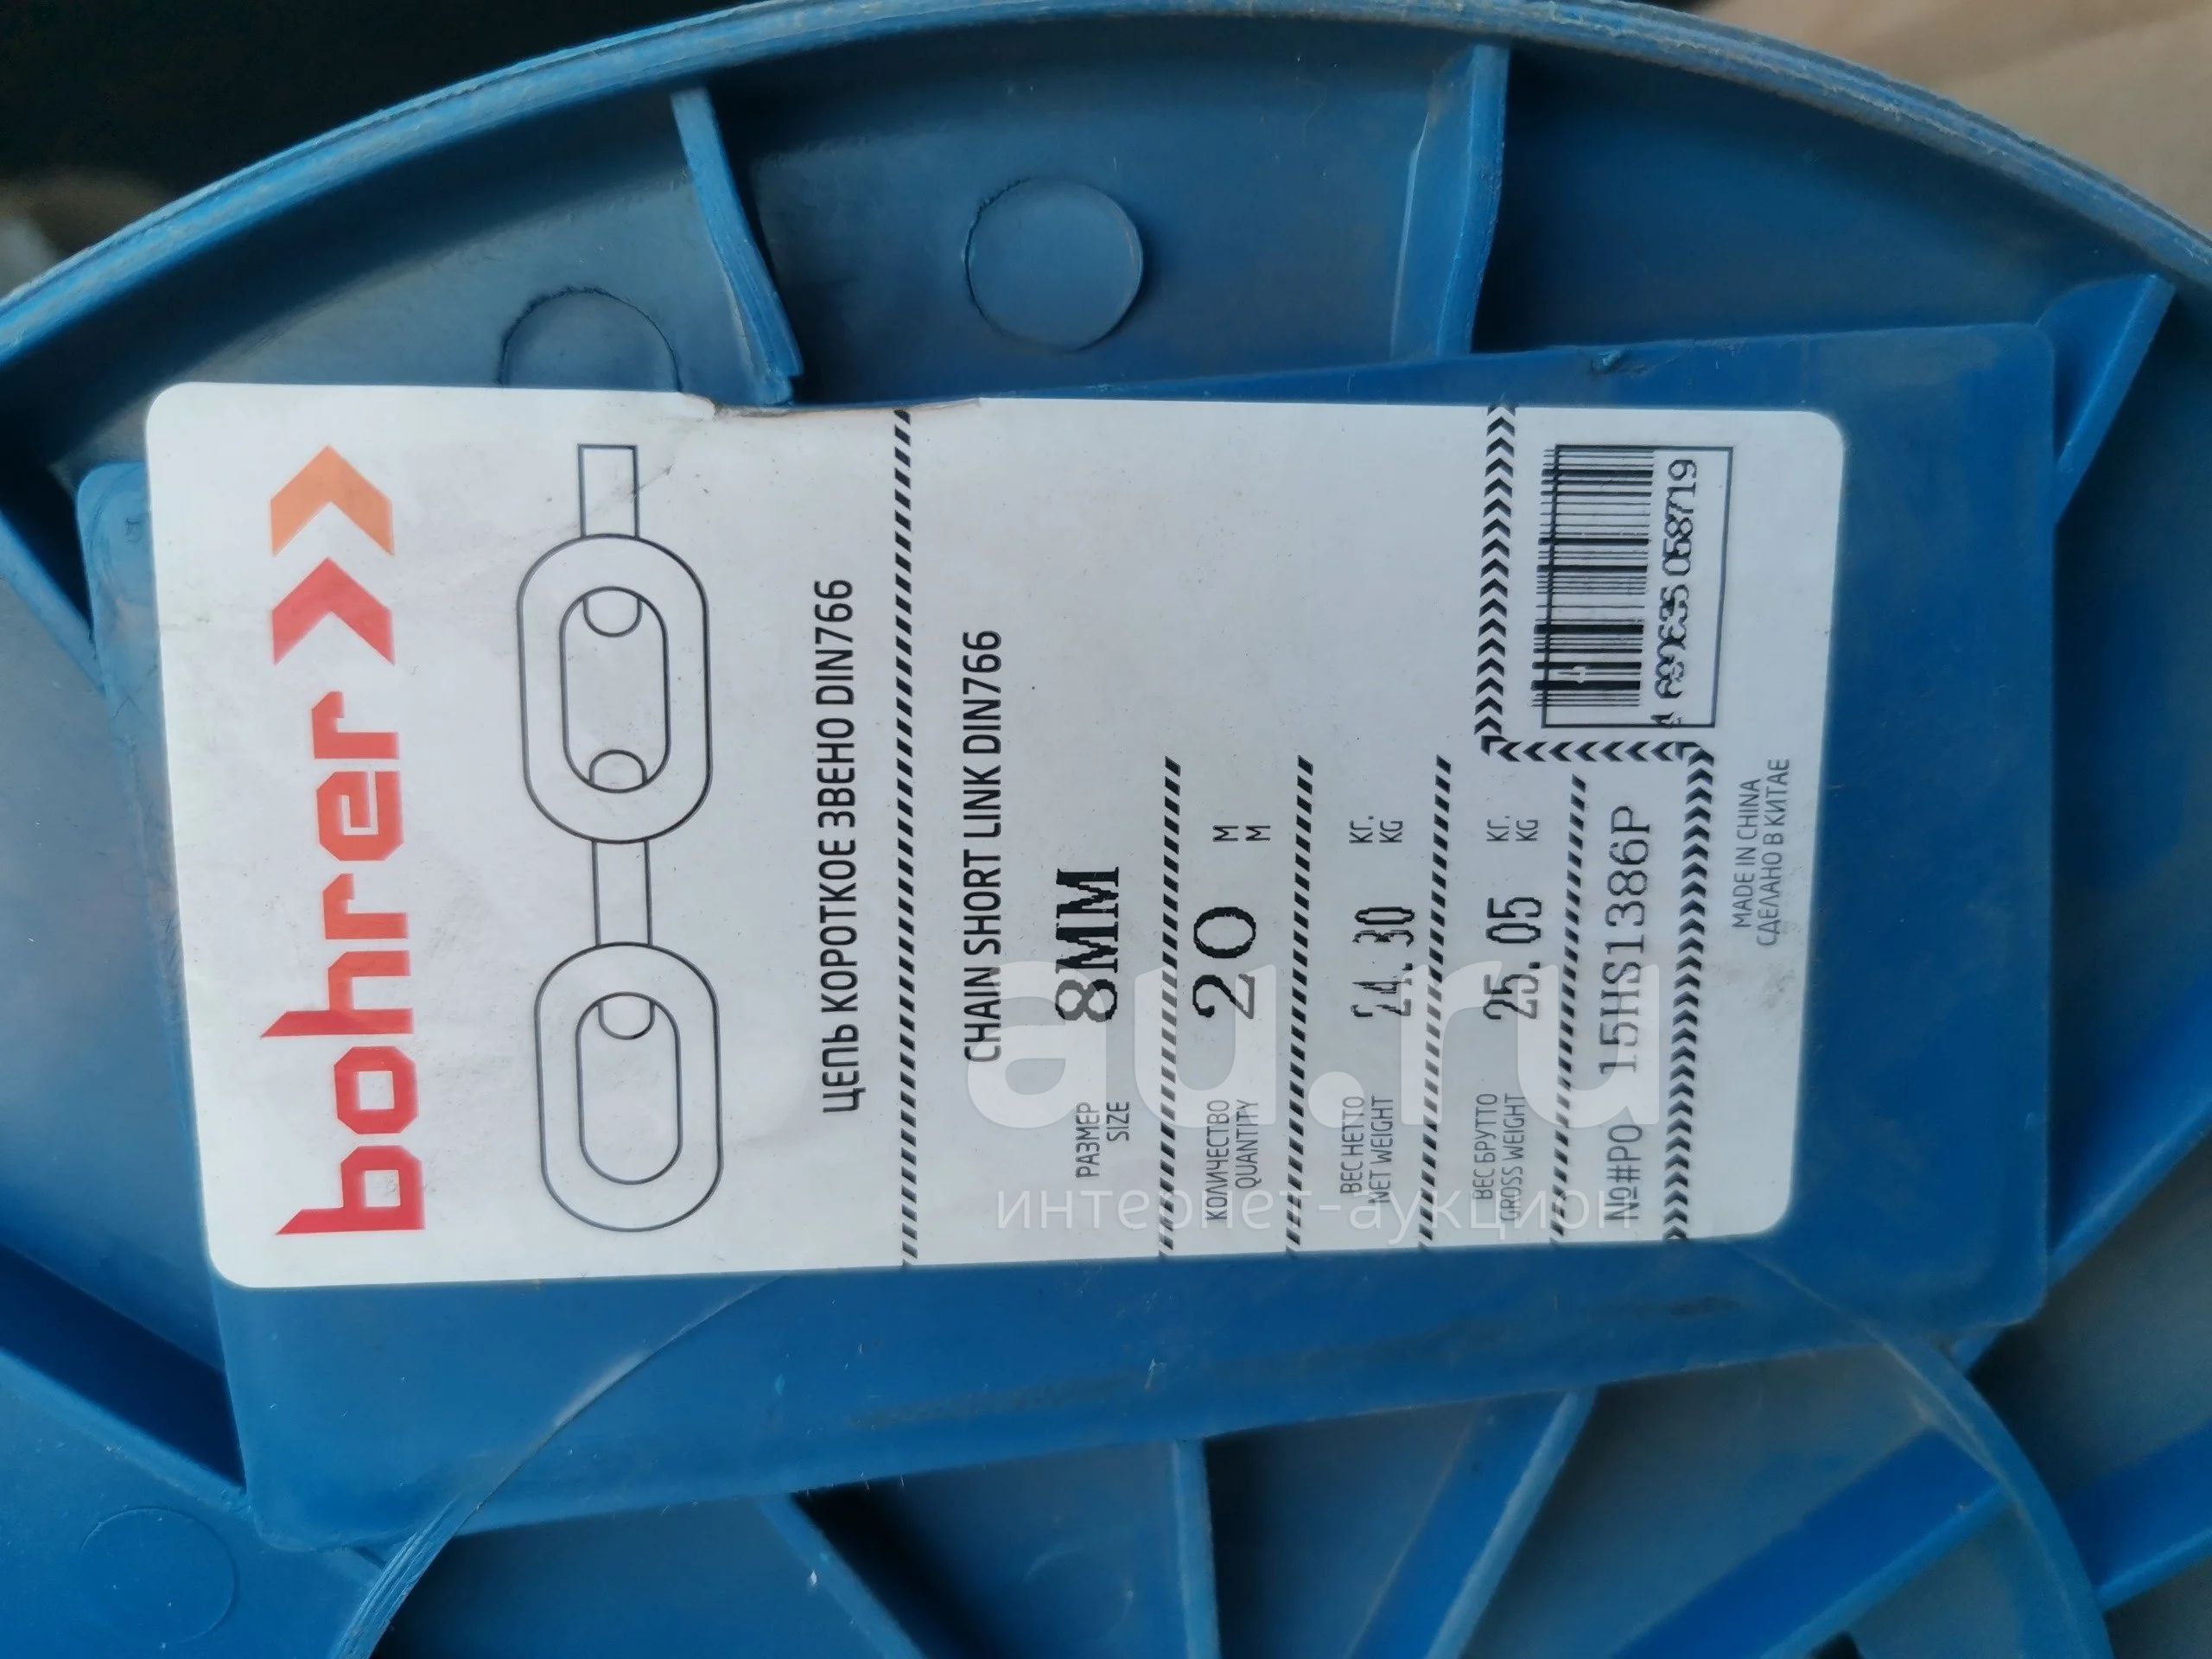 bohrer
ЦЕПЬ КОРОТКОЕ ЗВЕНО DIN766
CHAIN SHORT LINK DIN766
РАЗМЕР
SIZE
8MM
КОЛИЧЕСТВО
QUANTITY
20
М
M
ВЕС НЕТТО
NET WEIGHT
24.30
КГ.
KG
ВЕС БРУТТО
GROSS WEIGHT
25.05
КГ.
KG
№#PO 15HS1386P
058719
MADE IN CHINA
СДЕЛАНО В КИТАЕ
au.ru
интернет-аукцион